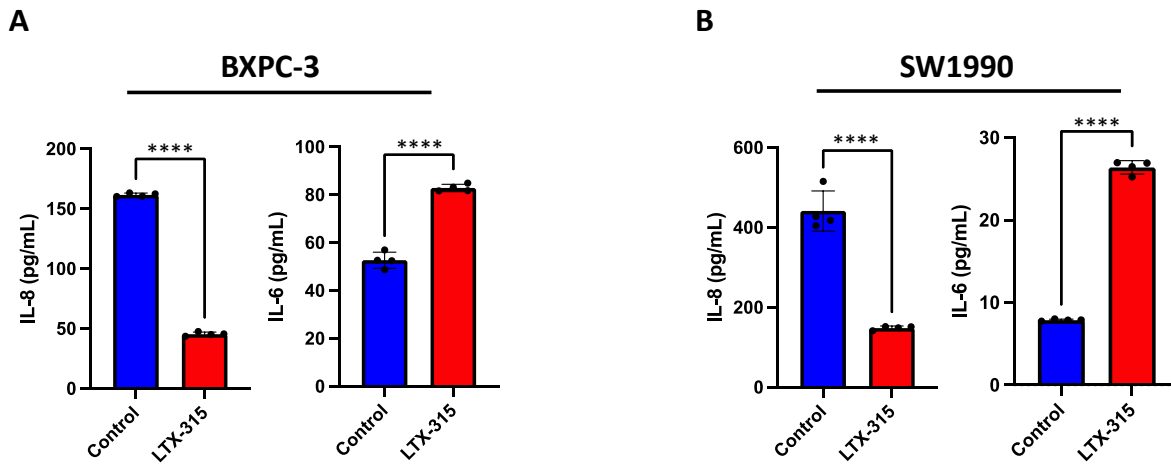 A
BXPC-3
IL-8 (pg/mL)
200
150
100
50
0
****
Control
LTX-315
IL-6 (pg/mL)
100
80
60
40
20
0
****
Control
LTX-315
B
SW1990
IL-8 (pg/mL)
600
400
200
0
****
Control
LTX-315
IL-6 (pg/mL)
30
20
10
0
****
Control
LTX-315